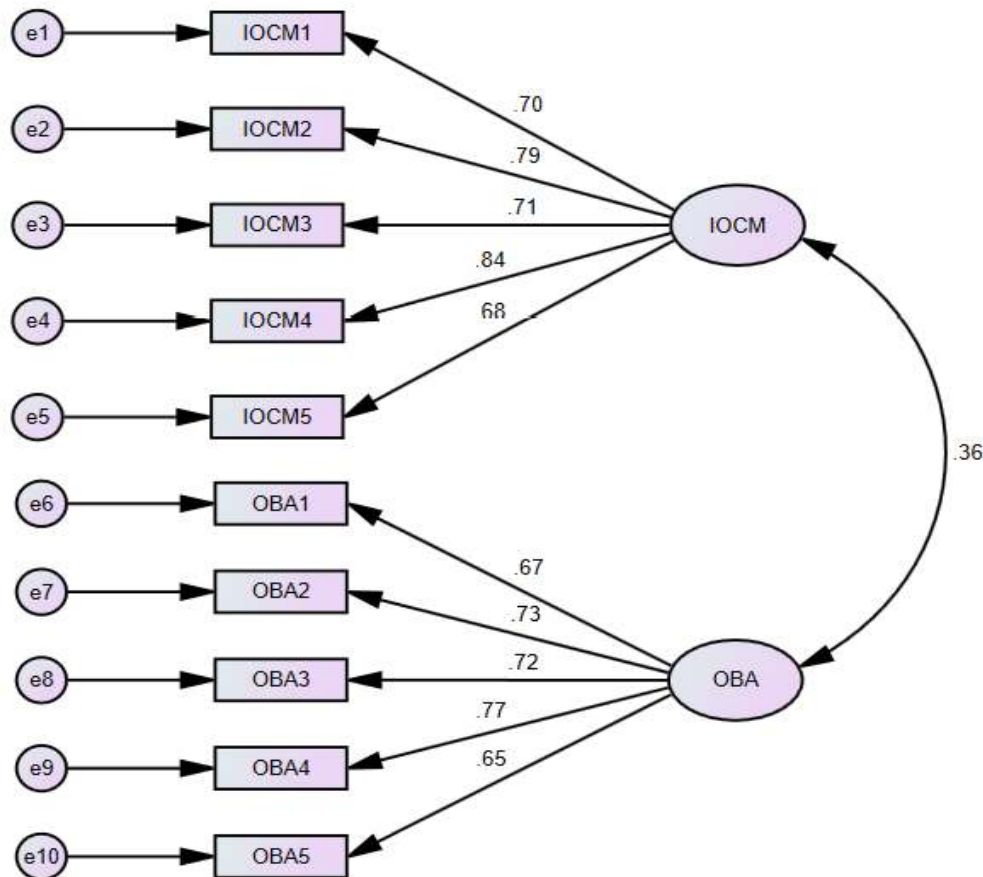 e1 IOCM1
.70
e2 IOCM2
.79
e3 IOCM3 .71 IOCM
.84
e4 IOCM4
68
e5 IOCM5
.36
e6 OBA1
.67
e7 OBA2
.73
.72
e8 OBA3 OBA
.77
e9 OBA4
.65
e10 OBA5